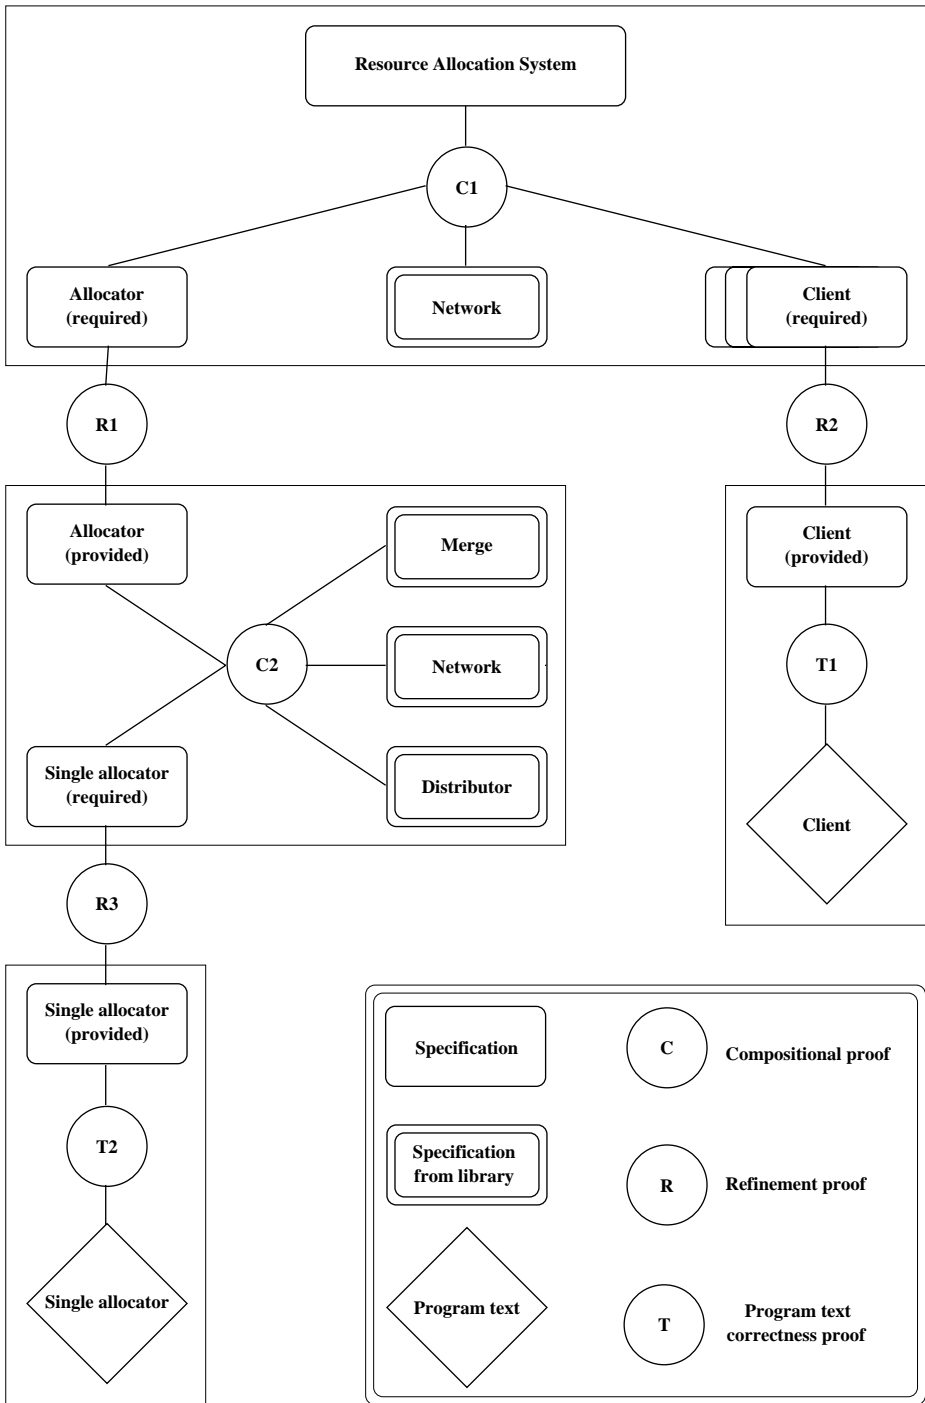 Resource Allocation System
C1
Allocator
(required)
Network
Client
(required)
R1
R2
Allocator
(provided)
Merge
Client
(provided)
C2
Network
T1
Single allocator
(required)
Distributor
Client
R3
Single allocator
(provided)
T2
Single allocator
Specification
C
Compositional proof
Specification
from library
R
Refinement proof
Program text
T
Program text
correctness proof